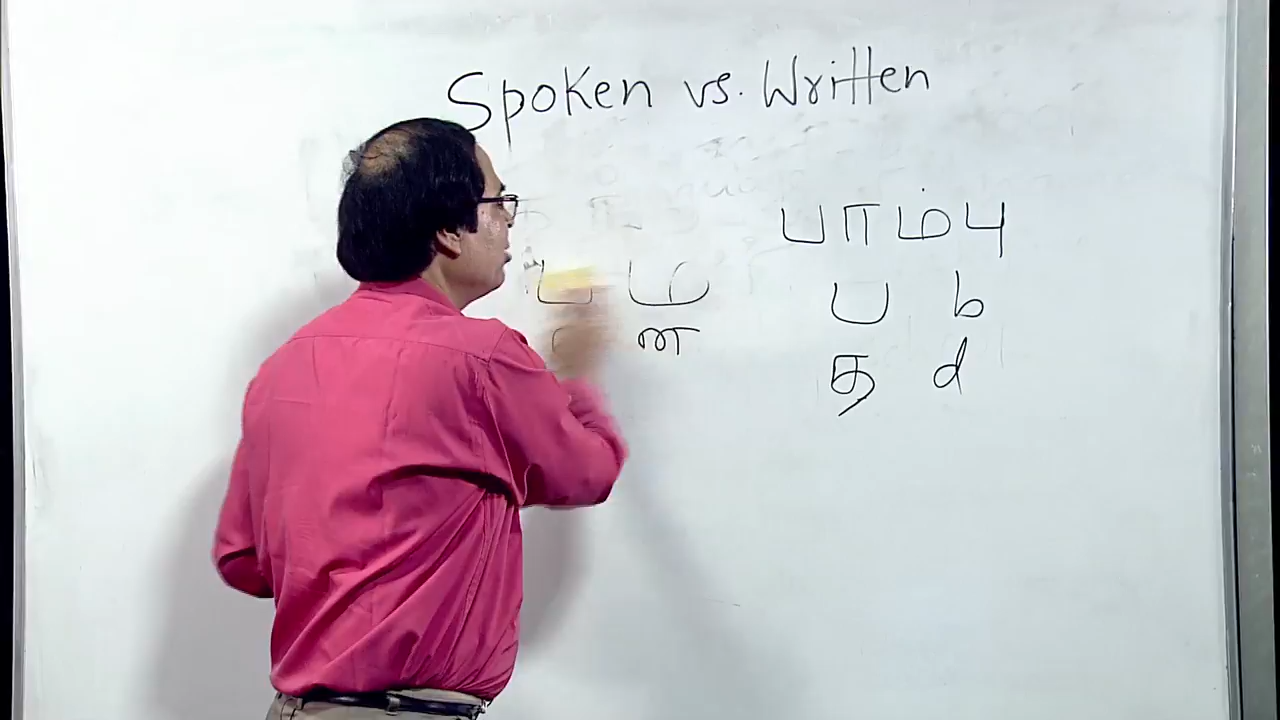 Spoken vs. Written
பாம்பு
ப ம
ப b
ண
த d